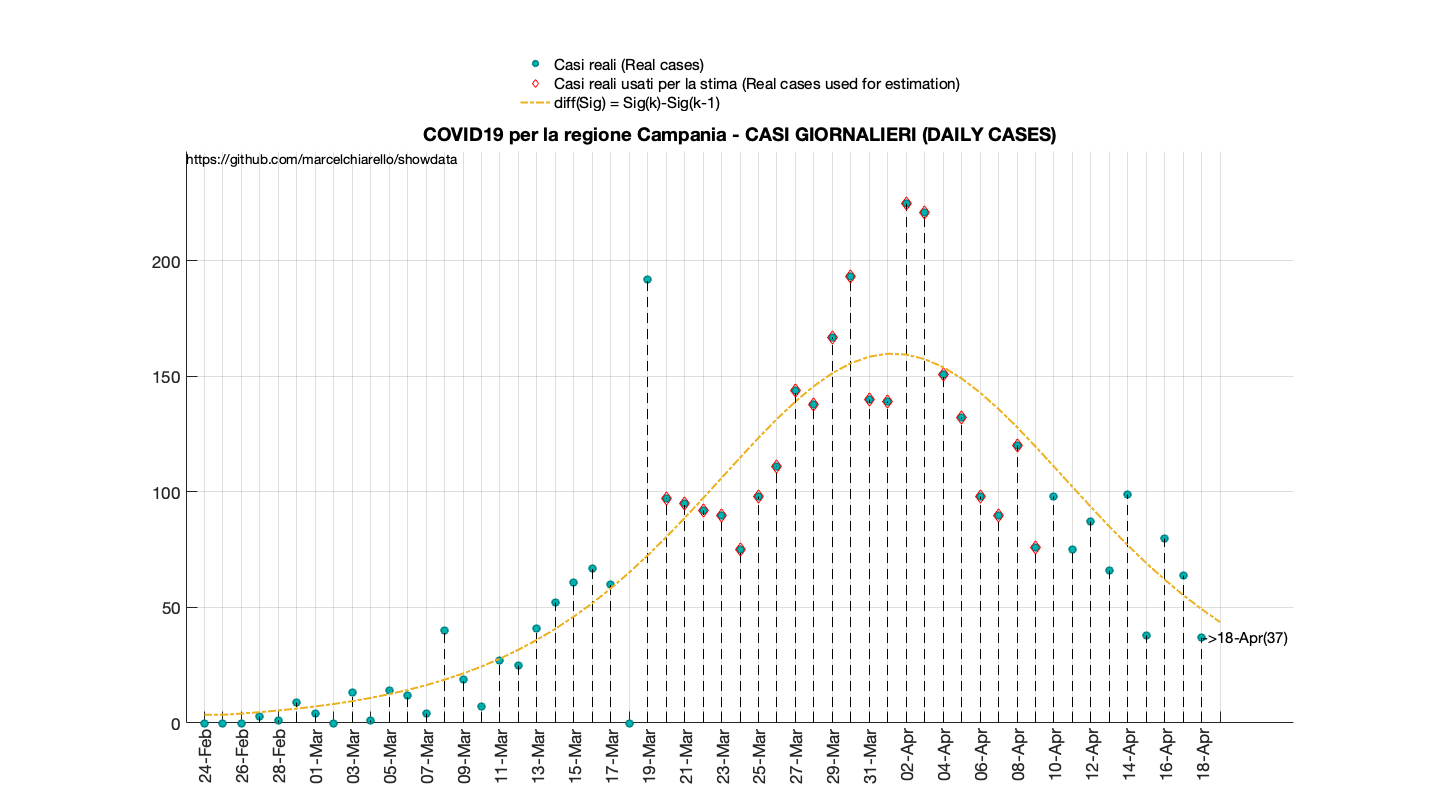 Casi reali (Real cases)
Casi reali usati per la stima (Real cases used for estimation)
diff(Sig) = Sig(k)-Sig(k-1)
COVID19 per la regione Campania - CASI GIORNALIERI (DAILY CASES)
https://github.com/marcelchiarello/showdata
200
150
100
50
0
->18-Apr(37)
24-Feb
26-Feb
28-Feb
01-Mar
03-Mar
05-Mar
07-Mar
09-Mar
11-Mar
13-Mar
15-Mar
17-Mar
19-Mar
21-Mar
23-Mar
25-Mar
27-Mar
29-Mar
31-Mar
02-Apr
04-Apr
06-Apr
08-Apr
10-Apr
12-Apr
14-Apr
16-Apr
18-Apr